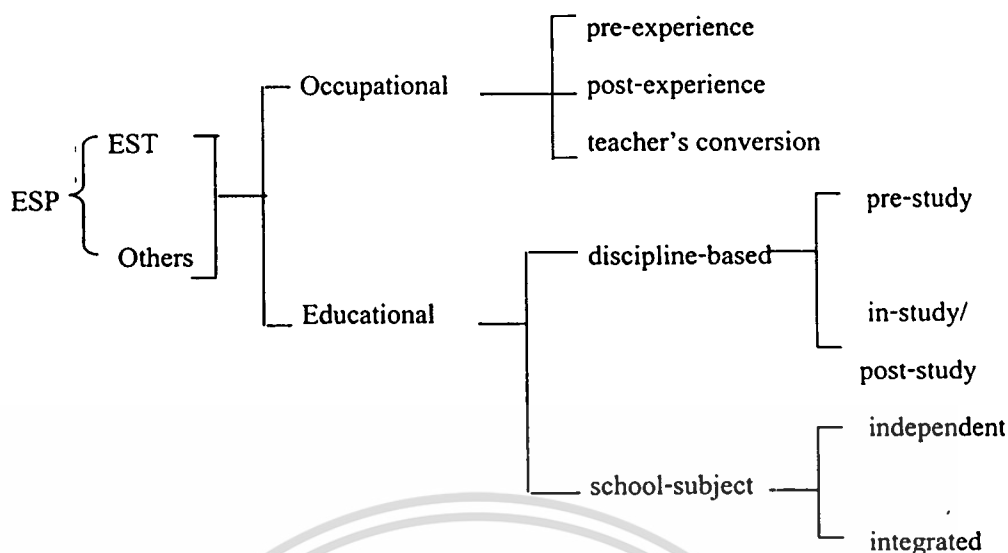 pre-experience
Occupational
post-experience
EST
teacher's conversion
ESP
pre-study
Others
discipline-based
Educational
in-study/
post-study
independent
school-subject
integrated